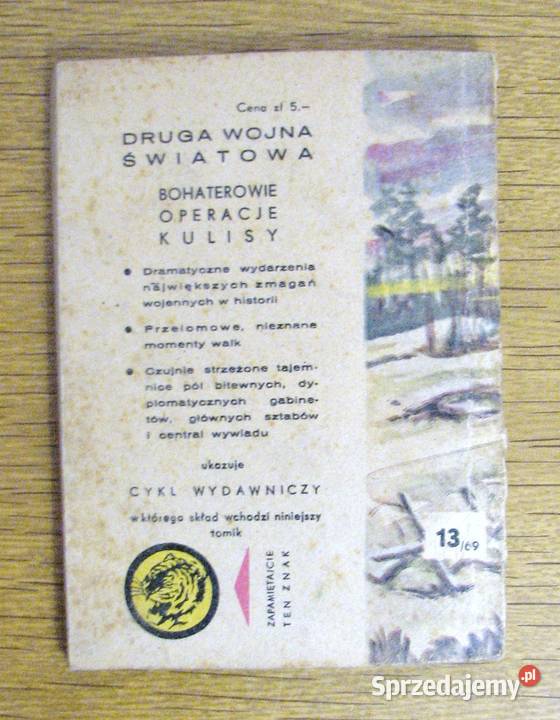 Cena zł 5,–
DRUGA WOJNA
ŚWIATOWA
BOHATEROWIE
OPERACJE
KULISY
• Dramatyczne wydarzenia
największych zmagań
wojennych w historii
• Przełomowe, nieznane
momenty walk
• Czujnie strzeżone tajem-
nice pól bitewnych, dy-
plomatycznych gabine-
tów, głównych sztabów
i central wywiadu
ukazuje
CYKL WYDAWNICZY
w którego skład wchodzi niniejszy
tomik
ZAPAMIĘTAJCIE
TEN ZNAK
13/69
Sprzedajemy.pl